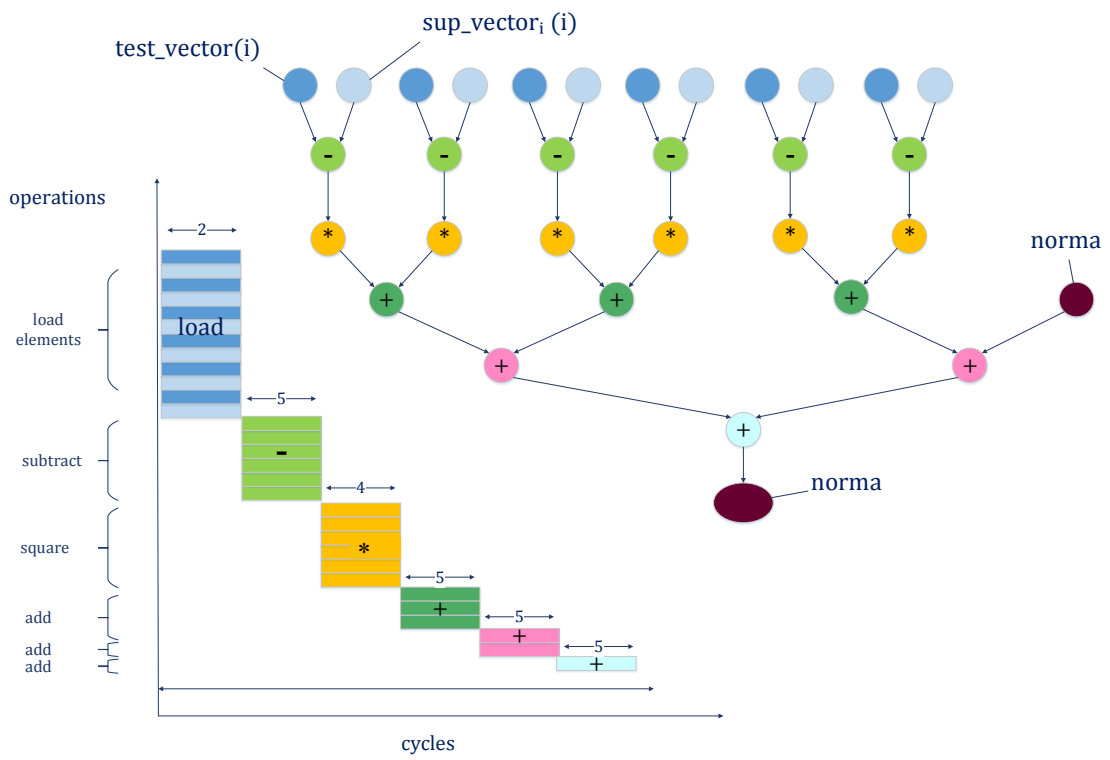 sup_vectorᵢ (i)
test_vector(i)
- - - - - -
operations
2
* * * * * *
norma
+ + +
load
elements
load
+ +
5
+
subtract
-
4
norma
square
*
5
add
+
5
+
add
5
add
+
cycles